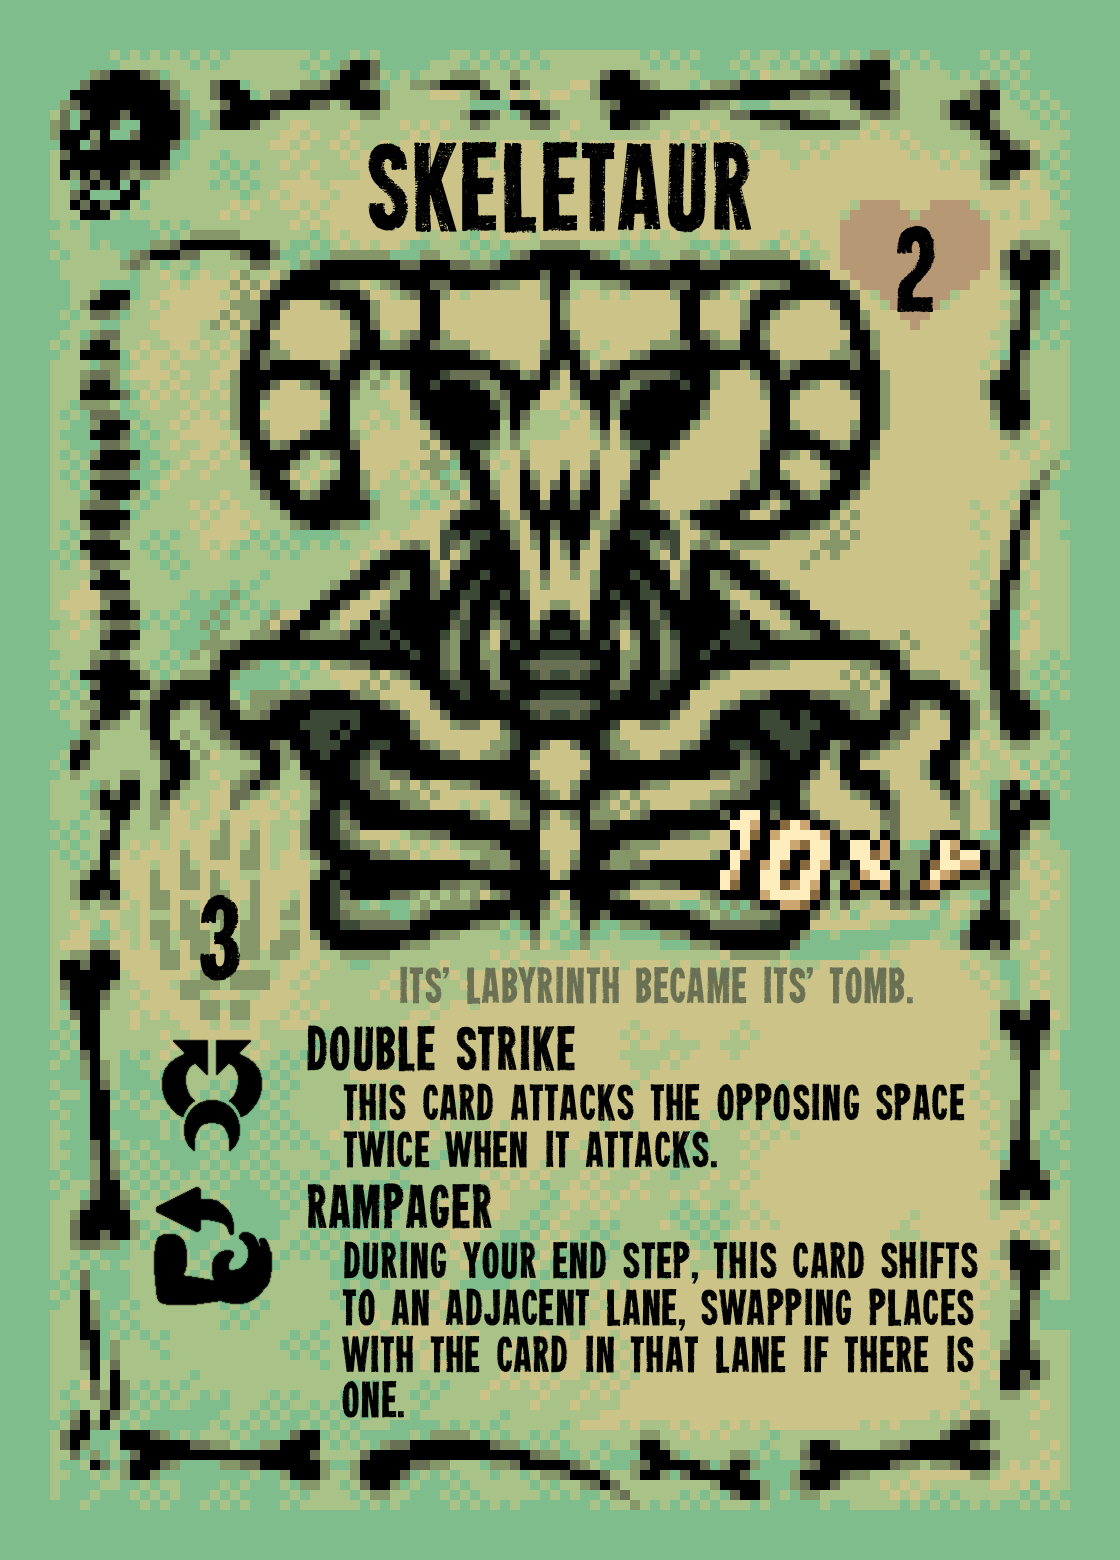 SKELETAUR
2
10x
3
ITS' LABYRINTH BECAME ITS' TOMB.
DOUBLE STRIKE
THIS CARD ATTACKS THE OPPOSING SPACE
TWICE WHEN IT ATTACKS.
RAMPAGER
DURING YOUR END STEP, THIS CARD SHIFTS
TO AN ADJACENT LANE, SWAPPING PLACES
WITH THE CARD IN THAT LANE IF THERE IS
ONE.